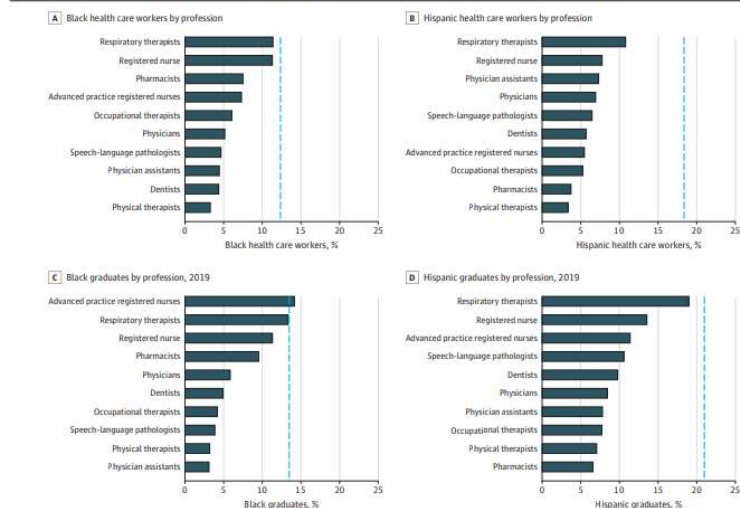 A Black health care workers by profession
Respiratory therapists
Registered nurse
Pharmacists
Advanced practice registered nurses
Occupational therapists
Physicians
Speech-language pathologists
Physician assistants
Dentists
Physical therapists
0 5 10 15 20 25
Black health care workers, %
B Hispanic health care workers by profession
Respiratory therapists
Registered nurse
Physician assistants
Physicians
Speech-language pathologists
Dentists
Advanced practice registered nurses
Occupational therapists
Pharmacists
Physical therapists
0 5 10 15 20 25
Hispanic health care workers, %
C Black graduates by profession, 2019
Advanced practice registered nurses
Respiratory therapists
Registered nurse
Pharmacists
Physicians
Dentists
Occupational therapists
Speech-language pathologists
Physical therapists
Physician assistants
0 5 10 15 20 25
Black graduates, %
D Hispanic graduates by profession, 2019
Respiratory therapists
Registered nurse
Advanced practice registered nurses
Speech-language pathologists
Dentists
Physicians
Physician assistants
Occupational therapists
Physical therapists
Pharmacists
0 5 10 15 20 25
Hispanic graduates, %